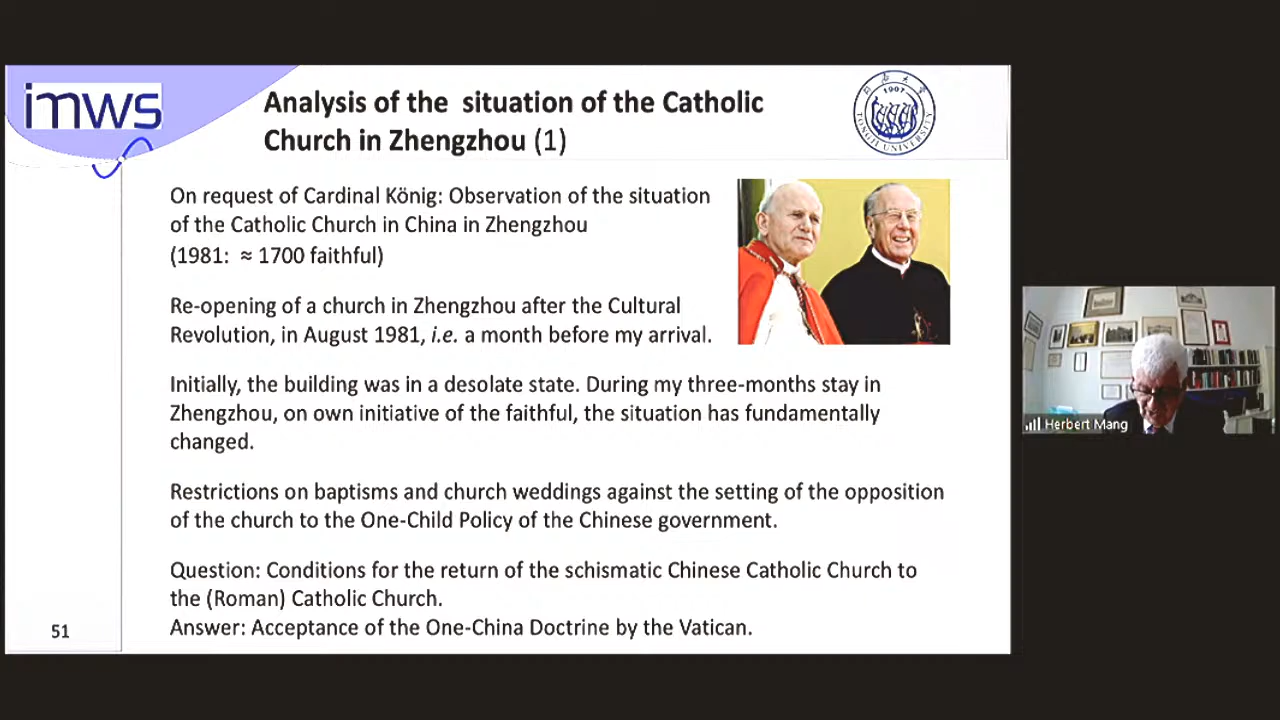 imws
Analysis of the situation of the Catholic
Church in Zhengzhou (1)
1907
TONGJI UNIVERSITY
On request of Cardinal König: Observation of the situation
of the Catholic Church in China in Zhengzhou
(1981: ≈ 1700 faithful)
Re-opening of a church in Zhengzhou after the Cultural
Revolution, in August 1981, i.e. a month before my arrival.
Initially, the building was in a desolate state. During my three-months stay in
Zhengzhou, on own initiative of the faithful, the situation has fundamentally
changed.
Restrictions on baptisms and church weddings against the setting of the opposition
of the church to the One-Child Policy of the Chinese government.
Question: Conditions for the return of the schismatic Chinese Catholic Church to
the (Roman) Catholic Church.
Answer: Acceptance of the One-China Doctrine by the Vatican.
51
Herbert Mang